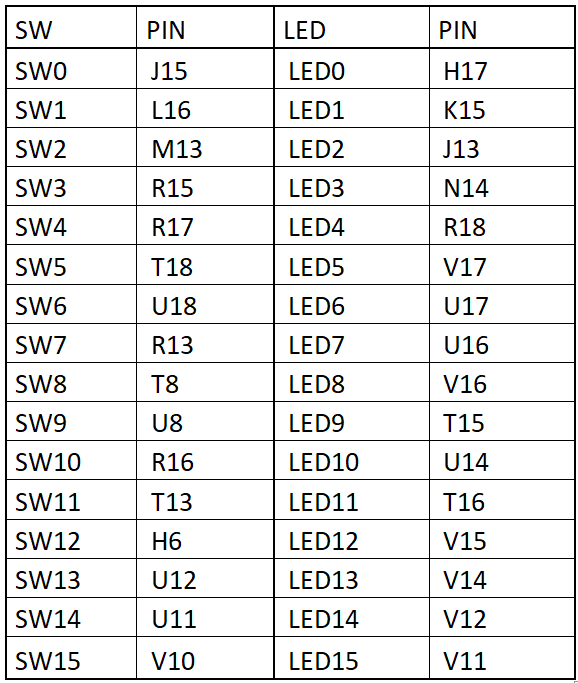 SW PIN LED PIN
SW0 J15 LED0 H17
SW1 L16 LED1 K15
SW2 M13 LED2 J13
SW3 R15 LED3 N14
SW4 R17 LED4 R18
SW5 T18 LED5 V17
SW6 U18 LED6 U17
SW7 R13 LED7 U16
SW8 T8 LED8 V16
SW9 U8 LED9 T15
SW10 R16 LED10 U14
SW11 T13 LED11 T16
SW12 H6 LED12 V15
SW13 U12 LED13 V14
SW14 U11 LED14 V12
SW15 V10 LED15 V11